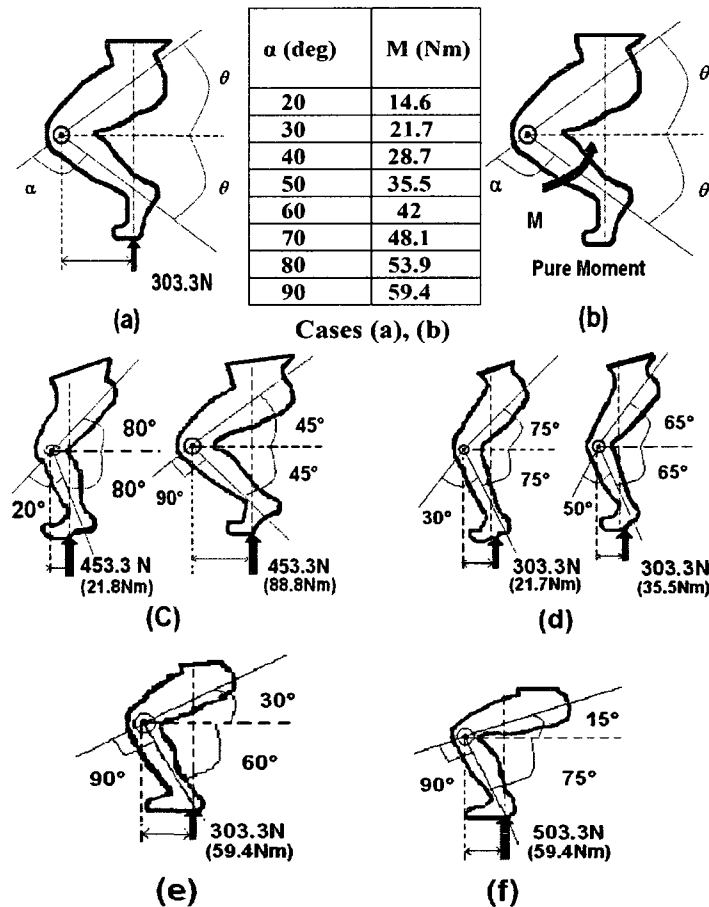 α (deg) M (Nm)
20 14.6
30 21.7
40 28.7
50 35.5
60 42
70 48.1
80 53.9
90 59.4
Cases (a), (b)
θ
θ
α
303.3N
(a)
θ
θ
α
M
Pure Moment
(b)
80°
80°
20°
453.3 N
(21.8Nm)
45°
45°
90°
453.3N
(88.8Nm)
(C)
75°
75°
30°
303.3N
(21.7Nm)
65°
65°
50°
303.3N
(35.5Nm)
(d)
30°
60°
90°
303.3N
(59.4Nm)
(e)
15°
75°
90°
503.3N
(59.4Nm)
(f)